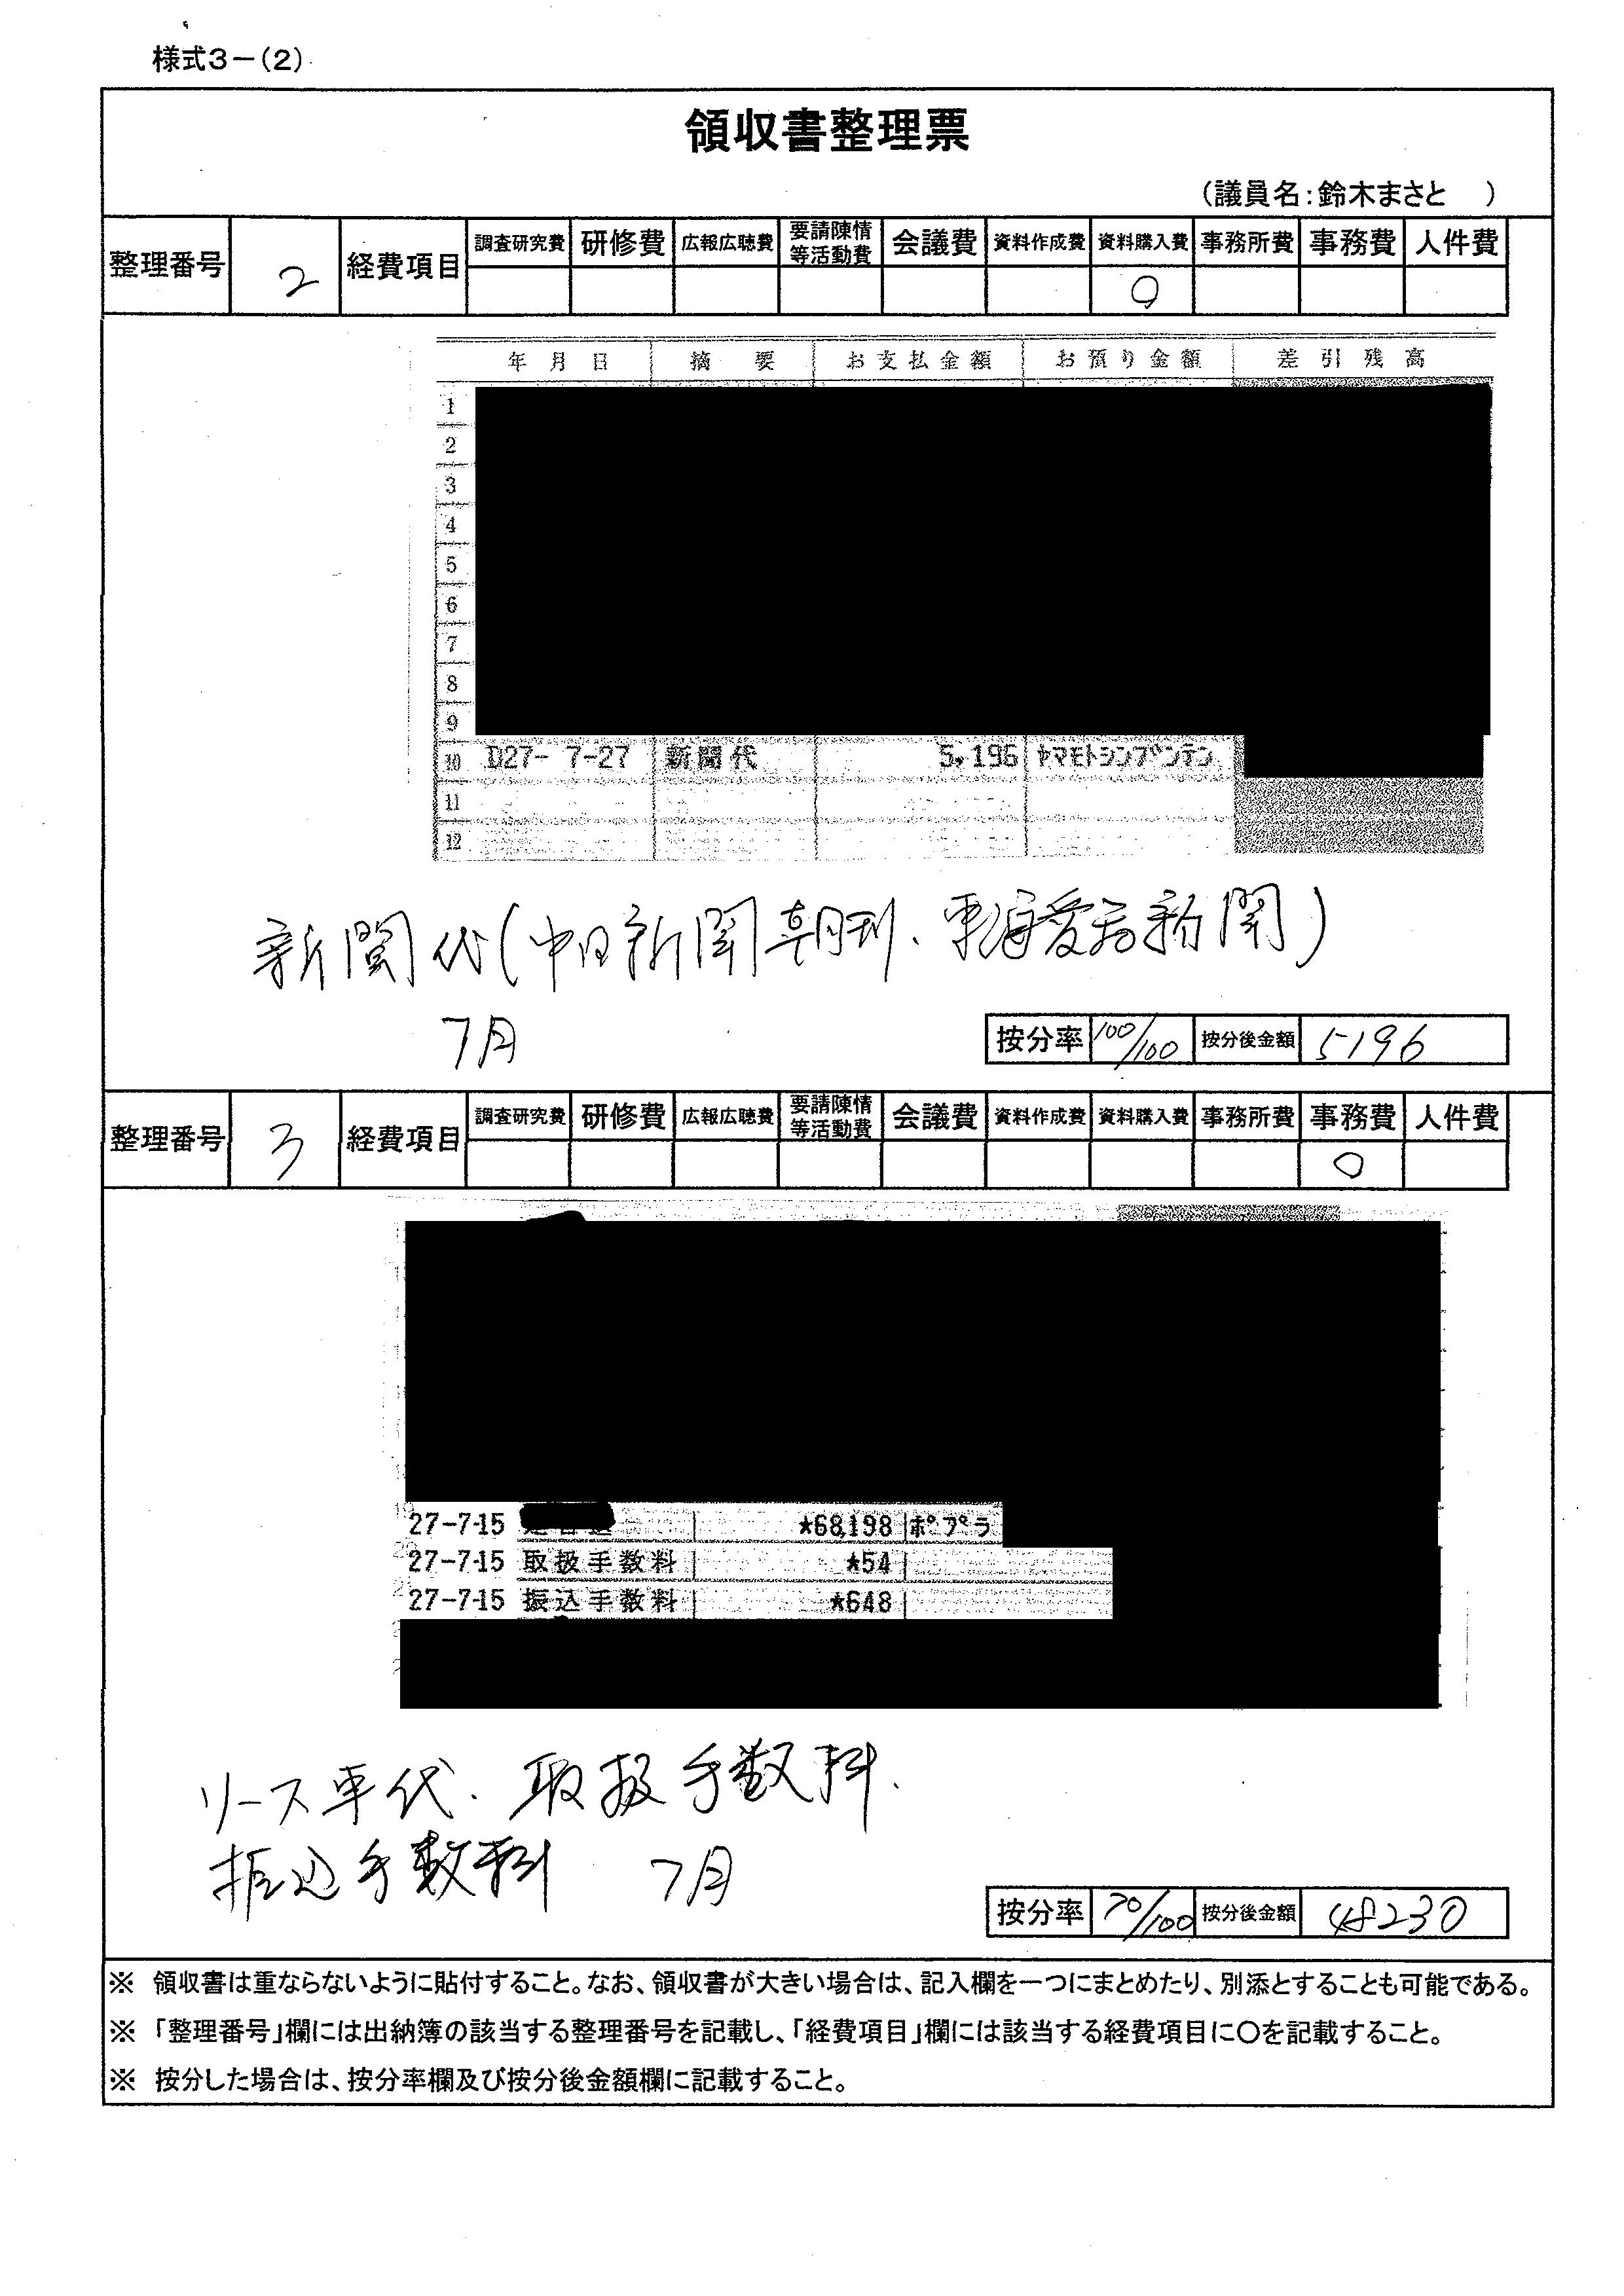 様式3－(2)
領収書整理票
(議員名:鈴木まさと )
整理番号 2 経費項目 調査研究費 研修費 広報広聴費 要請陳情等活動費 会議費 資料作成費 資料購入費 事務所費 事務費 人件費
○
年月日 摘要 お支払金額 お預り金額 差引残高
1
2
3
4
5
6
7
8
9
10 D27- 7-27 新聞代 5,196 ヤマモトシンブンテン
11
12
新聞代(中日新聞朝刊、東海愛知新聞)
7月
按分率 100/100 按分後金額 5196
整理番号 3 経費項目 調査研究費 研修費 広報広聴費 要請陳情等活動費 会議費 資料作成費 資料購入費 事務所費 事務費 人件費
○
27-7-15 ★68,198 ポプラ
27-7-15 取扱手数料 ★54
27-7-15 振込手数料 ★648
リース車代、取扱手数料、
振込手数料 7月
按分率 70/100 按分後金額 48230
※ 領収書は重ならないように貼付すること。なお、領収書が大きい場合は、記入欄を一つにまとめたり、別添とすることも可能である。
※ 「整理番号」欄には出納簿の該当する整理番号を記載し、「経費項目」欄には該当する経費項目に○を記載すること。
※ 按分した場合は、按分率欄及び按分後金額欄に記載すること。